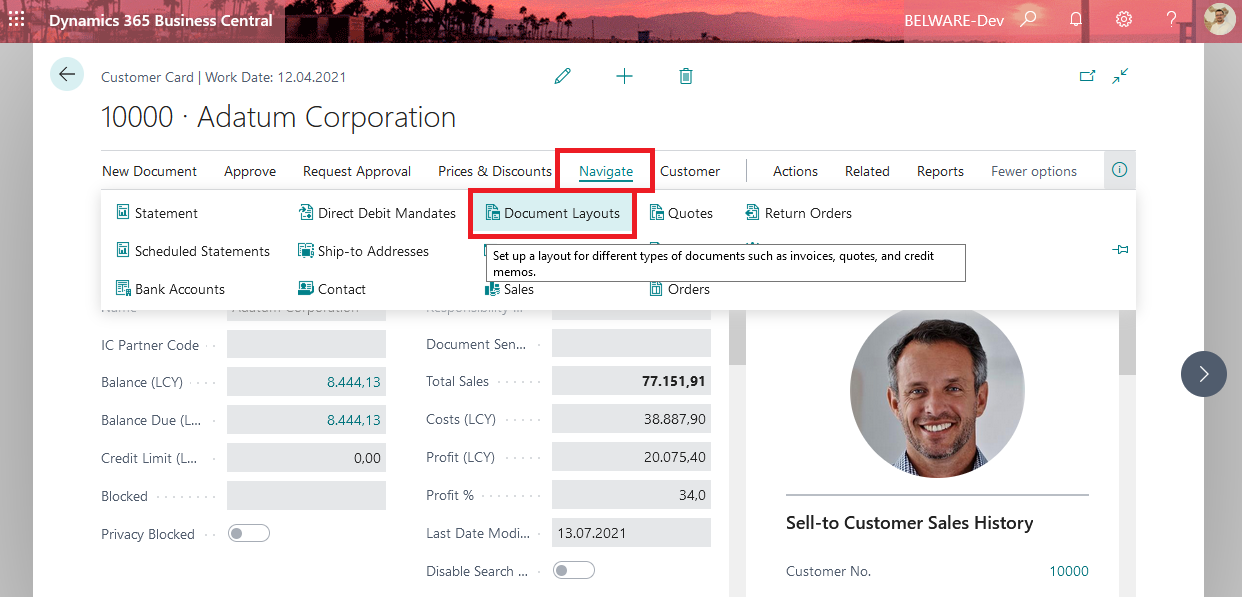 Dynamics 365 Business Central
BELWARE-Dev
Customer Card | Work Date: 12.04.2021
10000 · Adatum Corporation
New Document Approve Request Approval Prices & Discounts Navigate Customer Actions Related Reports Fewer options
Statement Direct Debit Mandates Document Layouts Quotes Return Orders
Scheduled Statements Ship-to Addresses
Set up a layout for different types of documents such as invoices, quotes, and credit
memos.
Bank Accounts Contact Sales Orders
Name Adatum Corporation Responsibility ...
IC Partner Code Document Sen...
Balance (LCY) 8.444,13 Total Sales 77.151,91
Balance Due (L... 8.444,13 Costs (LCY) 38.887,90
Credit Limit (L... 0,00 Profit (LCY) 20.075,40
Blocked Profit % 34,0
Privacy Blocked Last Date Modi... 13.07.2021
Disable Search ...
Sell-to Customer Sales History
Customer No. 10000